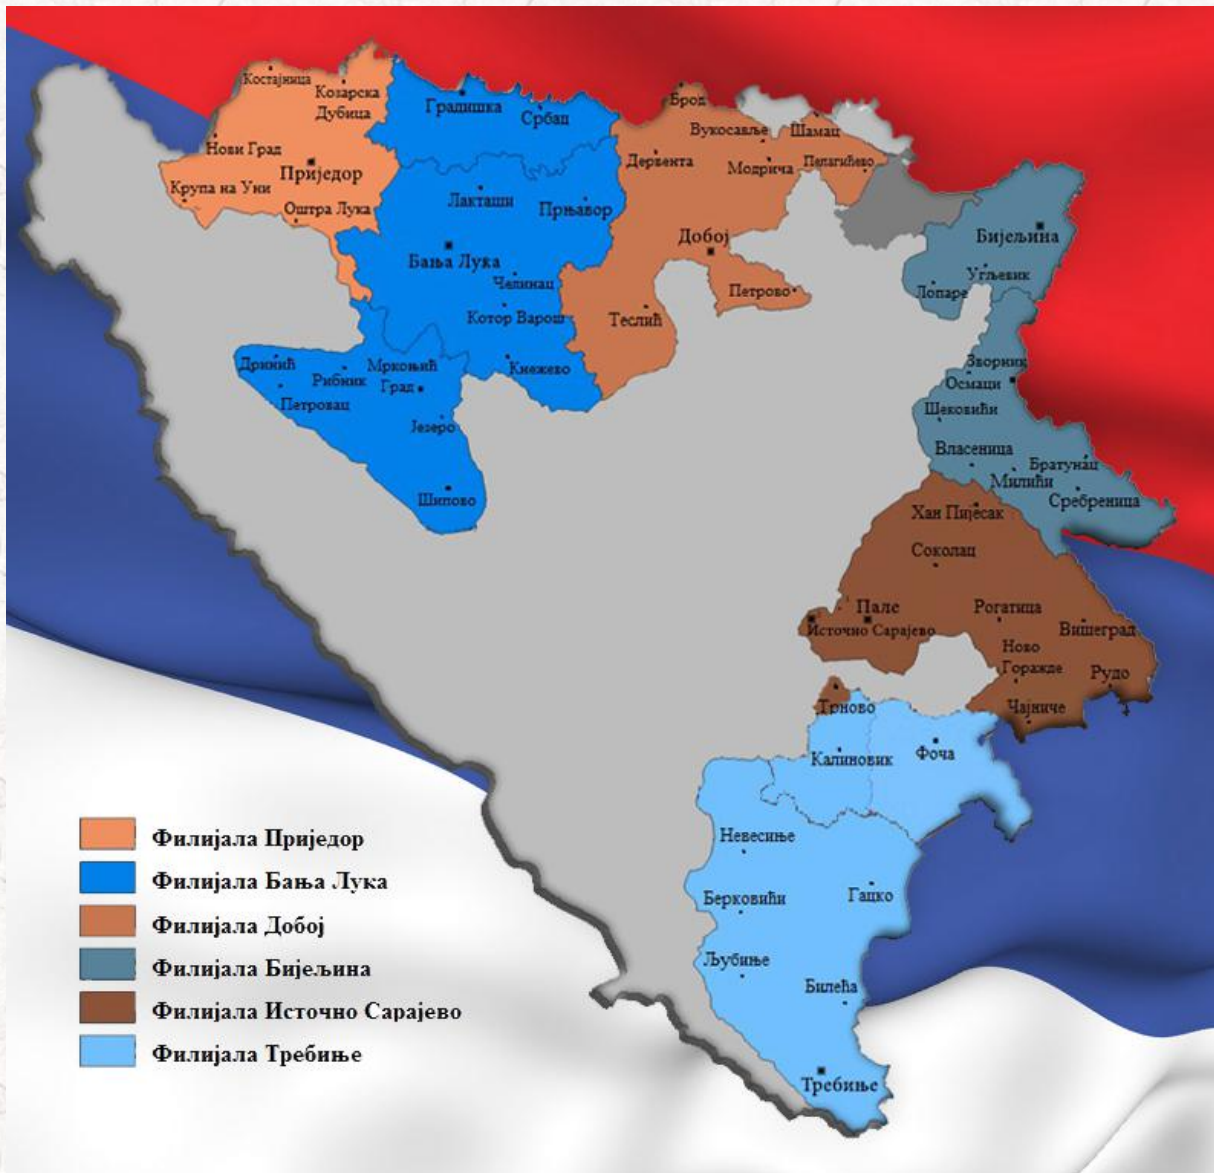 Костајница
Козарска
Дубица
Нови Град
Приједор
Крупа на Уни
Оштра Лука
Градишка
Србац
Лакташи
Прњавор
Бања Лука
Челинац
Котор Варош
Кнежево
Дринић
Рибник
Мркоњић
Град
Петровац
Језеро
Шипово
Брод
Вукосавље
Шамац
Дервента
Модрича
Пелагићево
Добој
Петрово
Теслић
Бијељина
Угљевик
Лопаре
Зворник
Осмаци
Шековићи
Власеница
Братунац
Милићи
Сребреница
Хан Пијесак
Соколац
Пале
Источно Сарајево
Рогатица
Вишеград
Ново
Горажде
Рудо
Чајниче
Трново
Калиновик
Фоча
Невесиње
Берковићи
Гацко
Љубиње
Билећа
Требиње
Филијала Приједор
Филијала Бања Лука
Филијала Добој
Филијала Бијељина
Филијала Источно Сарајево
Филијала Требиње